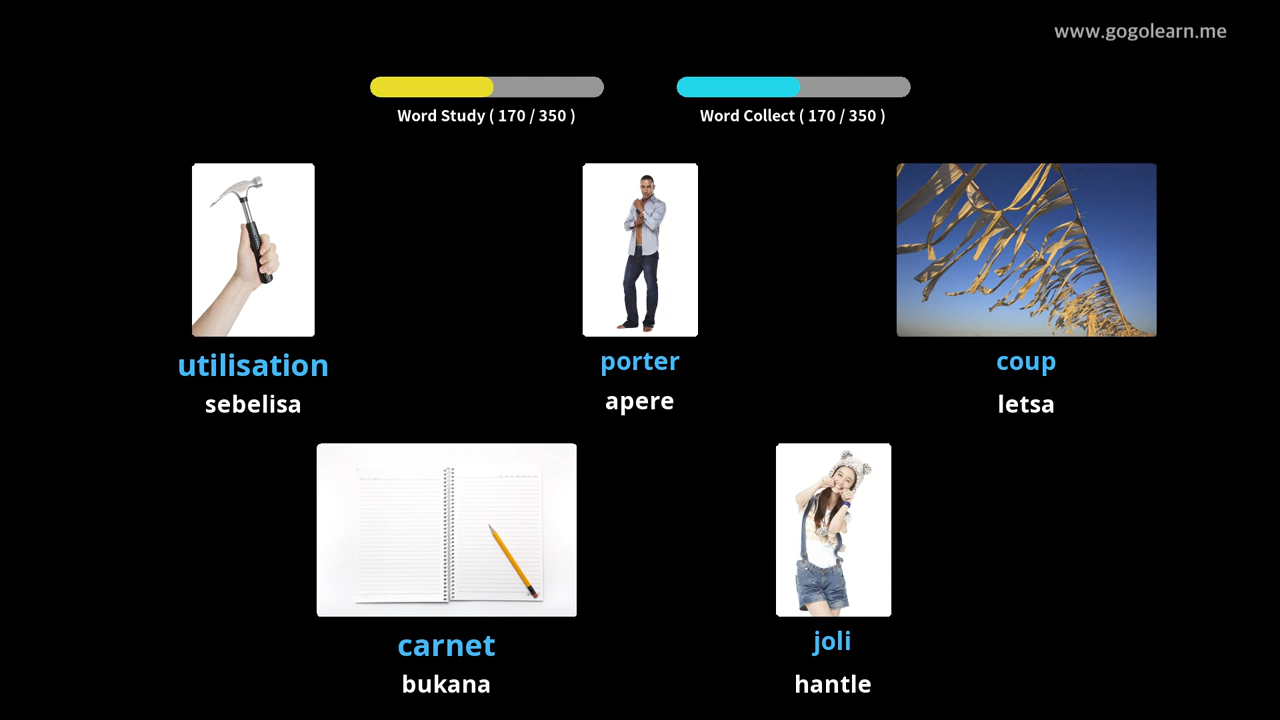 www.gogolearn.me
Word Study ( 170 / 350 )
Word Collect ( 170 / 350 )
utilisation
sebelisa
porter
apere
coup
letsa
carnet
bukana
joli
hantle